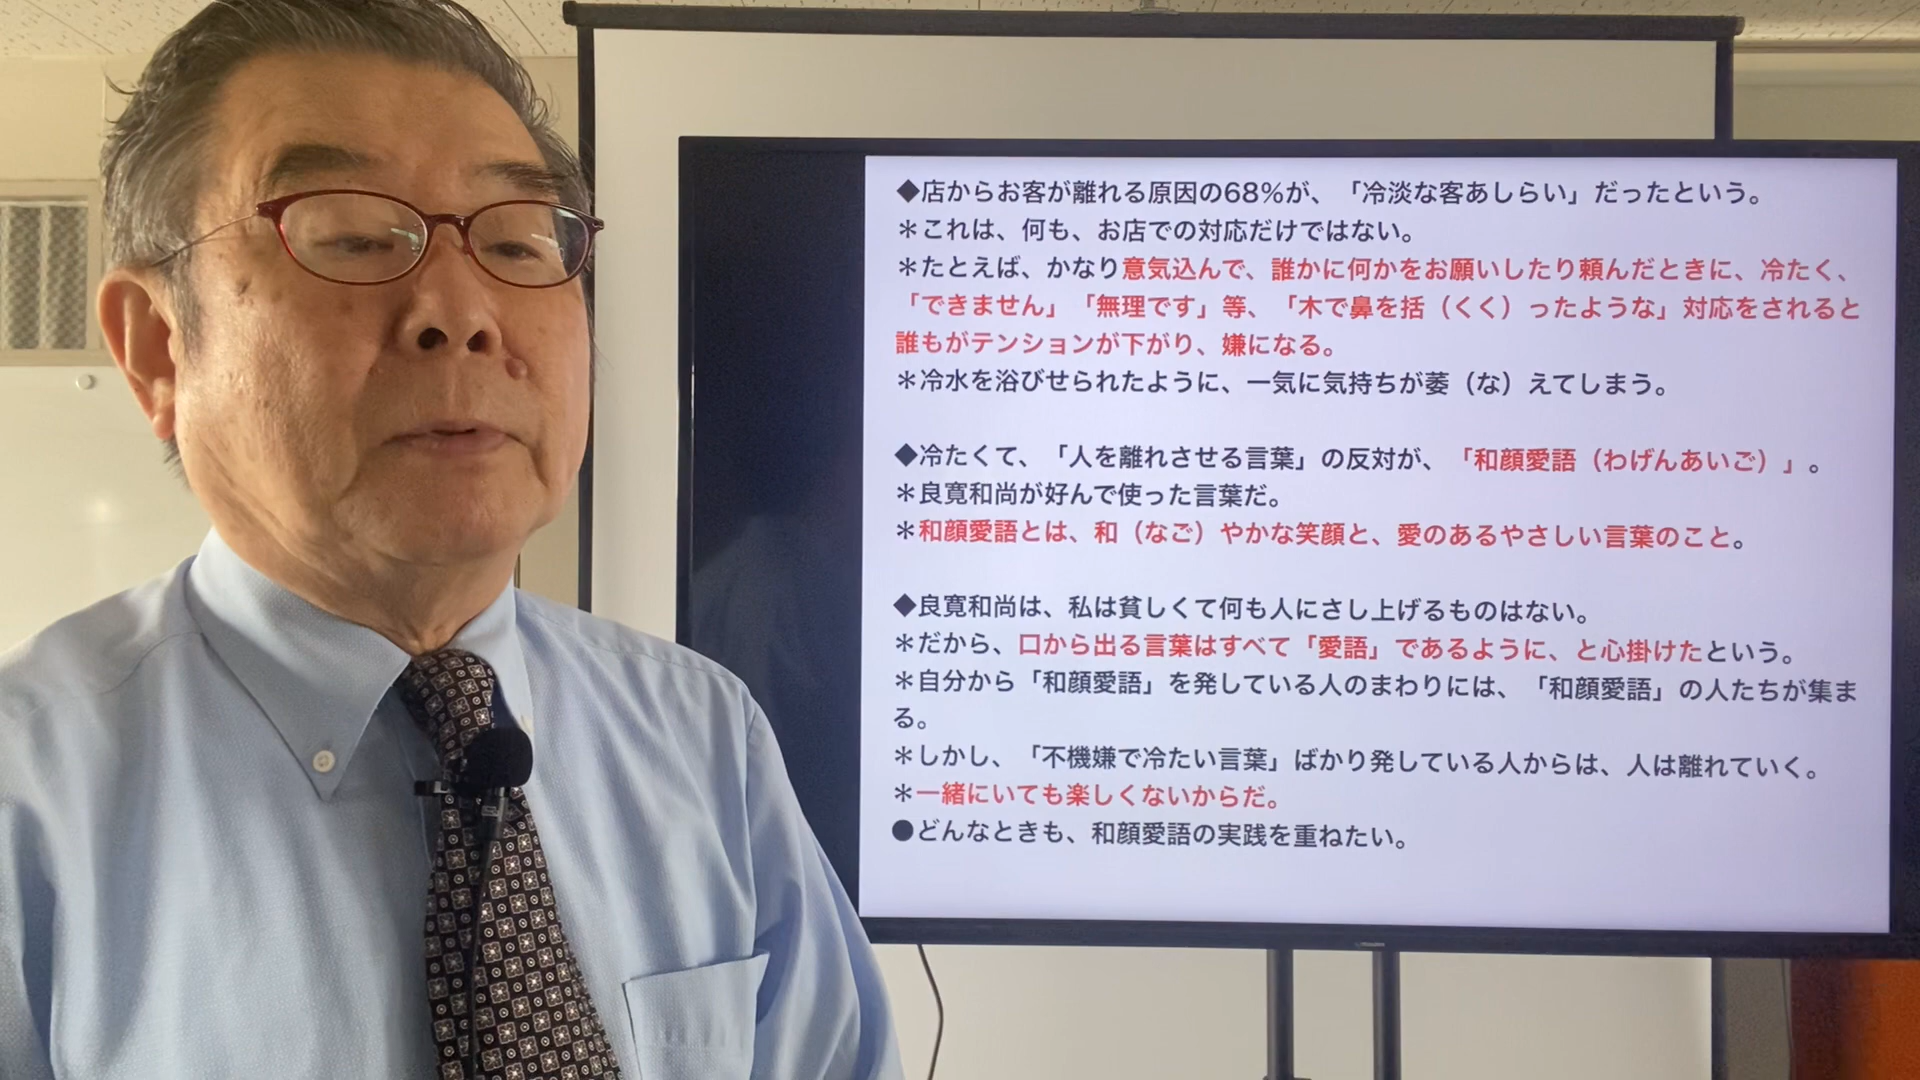 ◆店からお客が離れる原因の68%が、「冷淡な客あしらい」だったという。
＊これは、何も、お店での対応だけではない。
＊たとえば、かなり意気込んで、誰かに何かをお願いしたり頼んだときに、冷たく、
「できません」「無理です」等、「木で鼻を括（くく）ったような」対応をされると
誰もがテンションが下がり、嫌になる。
＊冷水を浴びせられたように、一気に気持ちが萎（な）えてしまう。
◆冷たくて、「人を離れさせる言葉」の反対が、「和顔愛語（わげんあいご）」。
＊良寛和尚が好んで使った言葉だ。
＊和顔愛語とは、和（なご）やかな笑顔と、愛のあるやさしい言葉のこと。
◆良寛和尚は、私は貧しくて何も人にさし上げるものはない。
＊だから、口から出る言葉はすべて「愛語」であるように、と心掛けたという。
＊自分から「和顔愛語」を発している人のまわりには、「和顔愛語」の人たちが集ま
る。
＊しかし、「不機嫌で冷たい言葉」ばかり発している人からは、人は離れていく。
＊一緒にいても楽しくないからだ。
●どんなときも、和顔愛語の実践を重ねたい。